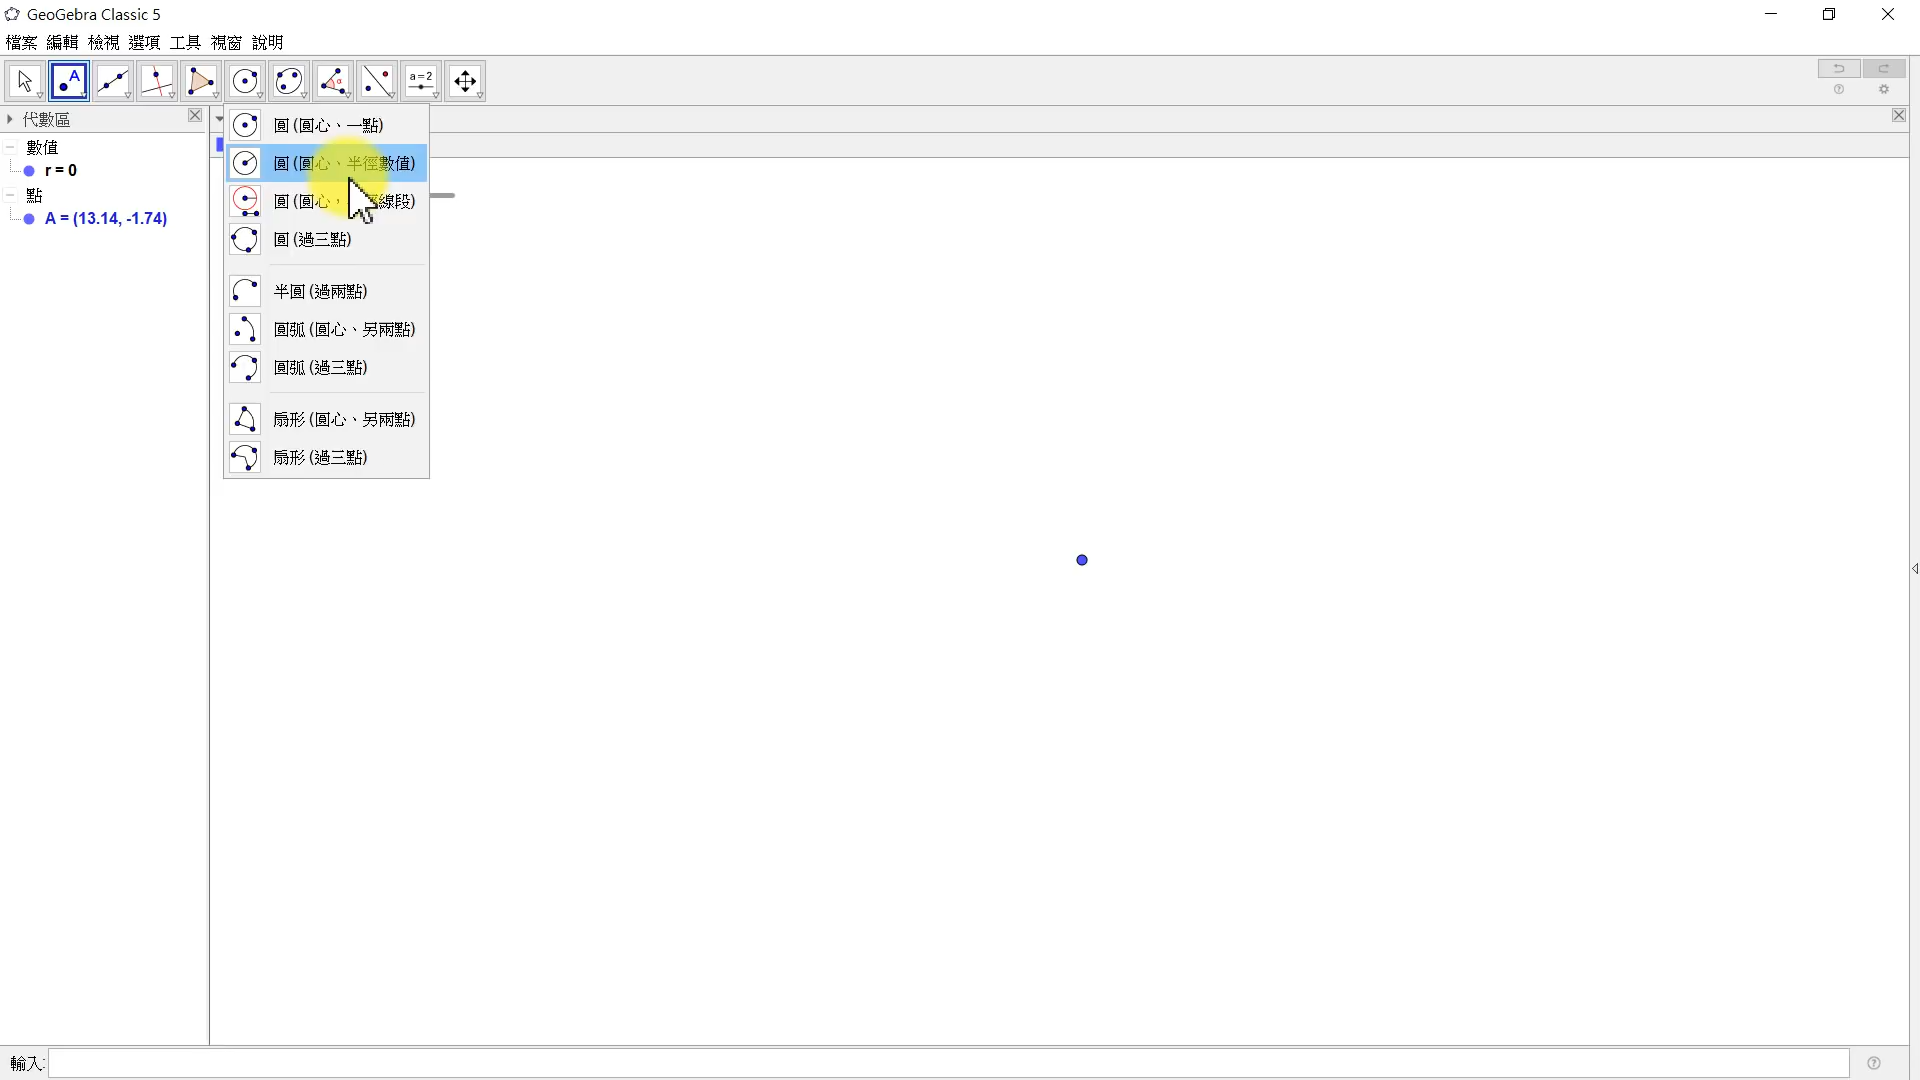 GeoGebra Classic 5
檔案 編輯 檢視 選項 工具 視窗 說明
A
α
a=2
代數區
數值
r = 0
點
A = (13.14, -1.74)
圓 (圓心、一點)
圓 (圓心、半徑數值)
圓 (圓心, 線段)
圓 (過三點)
半圓 (過兩點)
圓弧 (圓心、另兩點)
圓弧 (過三點)
扇形 (圓心、另兩點)
扇形 (過三點)
輸入: